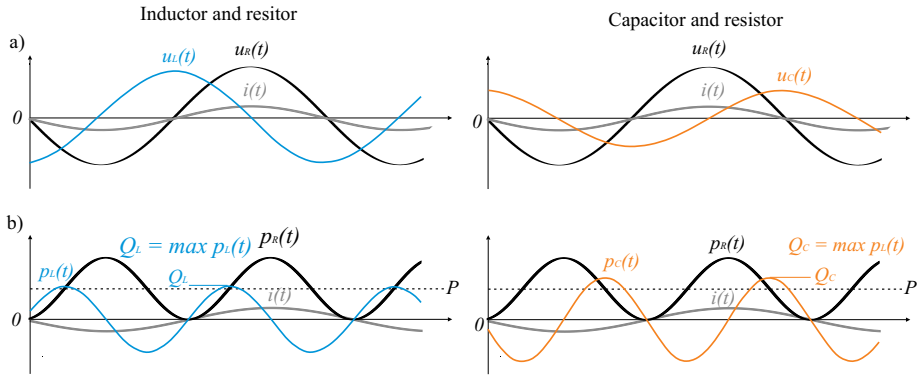 Inductor and resitor
Capacitor and resistor
a)
uL(t)
uR(t)
i(t)
0
uR(t)
uC(t)
i(t)
0
b)
QL = max pL(t)
pR(t)
pL(t)
QL
i(t)
P
0
pR(t)
QC = max pL(t)
pC(t)
QC
i(t)
P
0